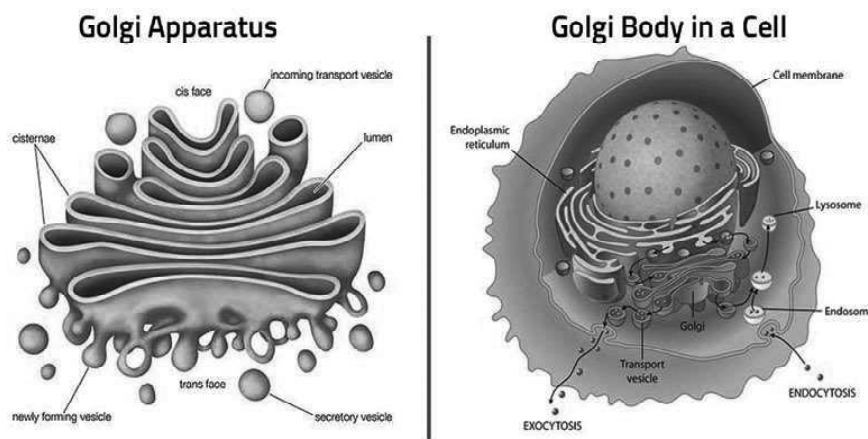 Golgi Apparatus
incoming transport vesicle
cis face
cisternae
lumen
trans face
newly forming vesicle
secretory vesicle
Golgi Body in a Cell
Cell membrane
Endoplasmic
reticulum
Lysosome
Endosom
Golgi
Transport
vesicle
ENDOCYTOSIS
EXOCYTOSIS